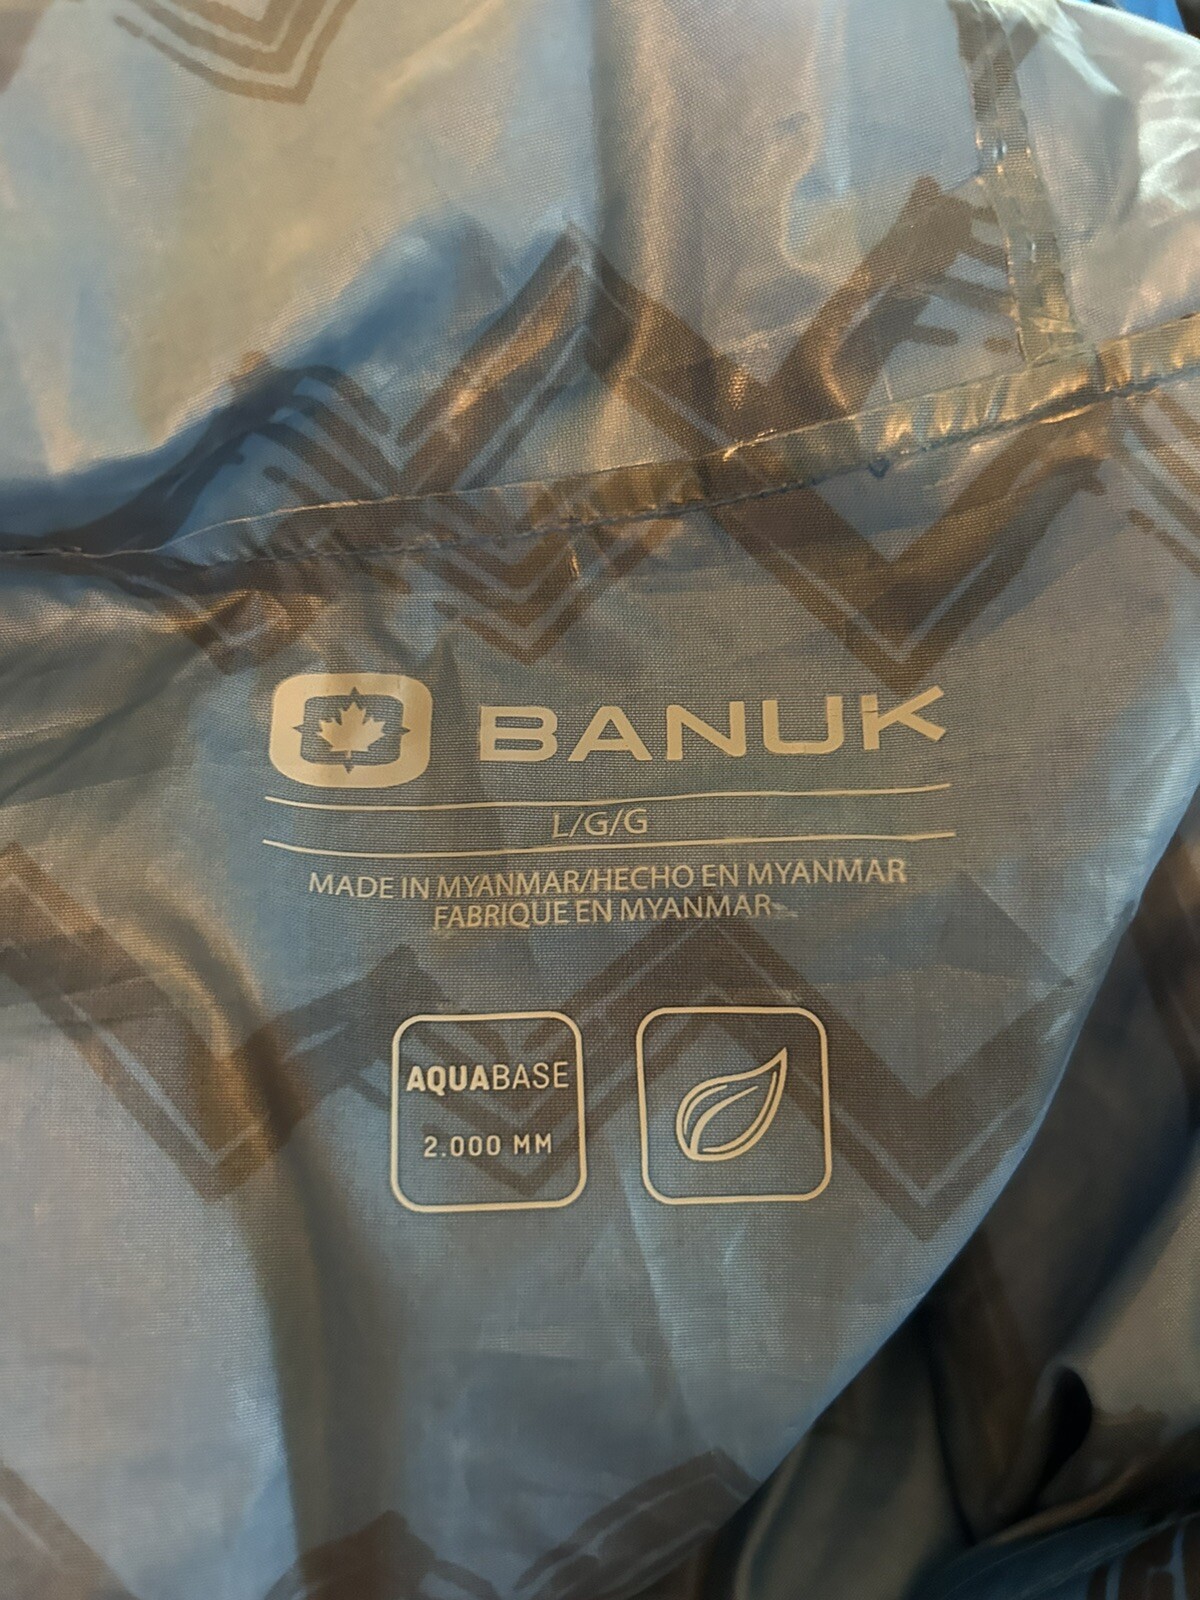 BANUK
L/G/G
MADE IN MYANMAR/HECHO EN MYANMAR
FABRIQUE EN MYANMAR
AQUABASE
2.000 MM